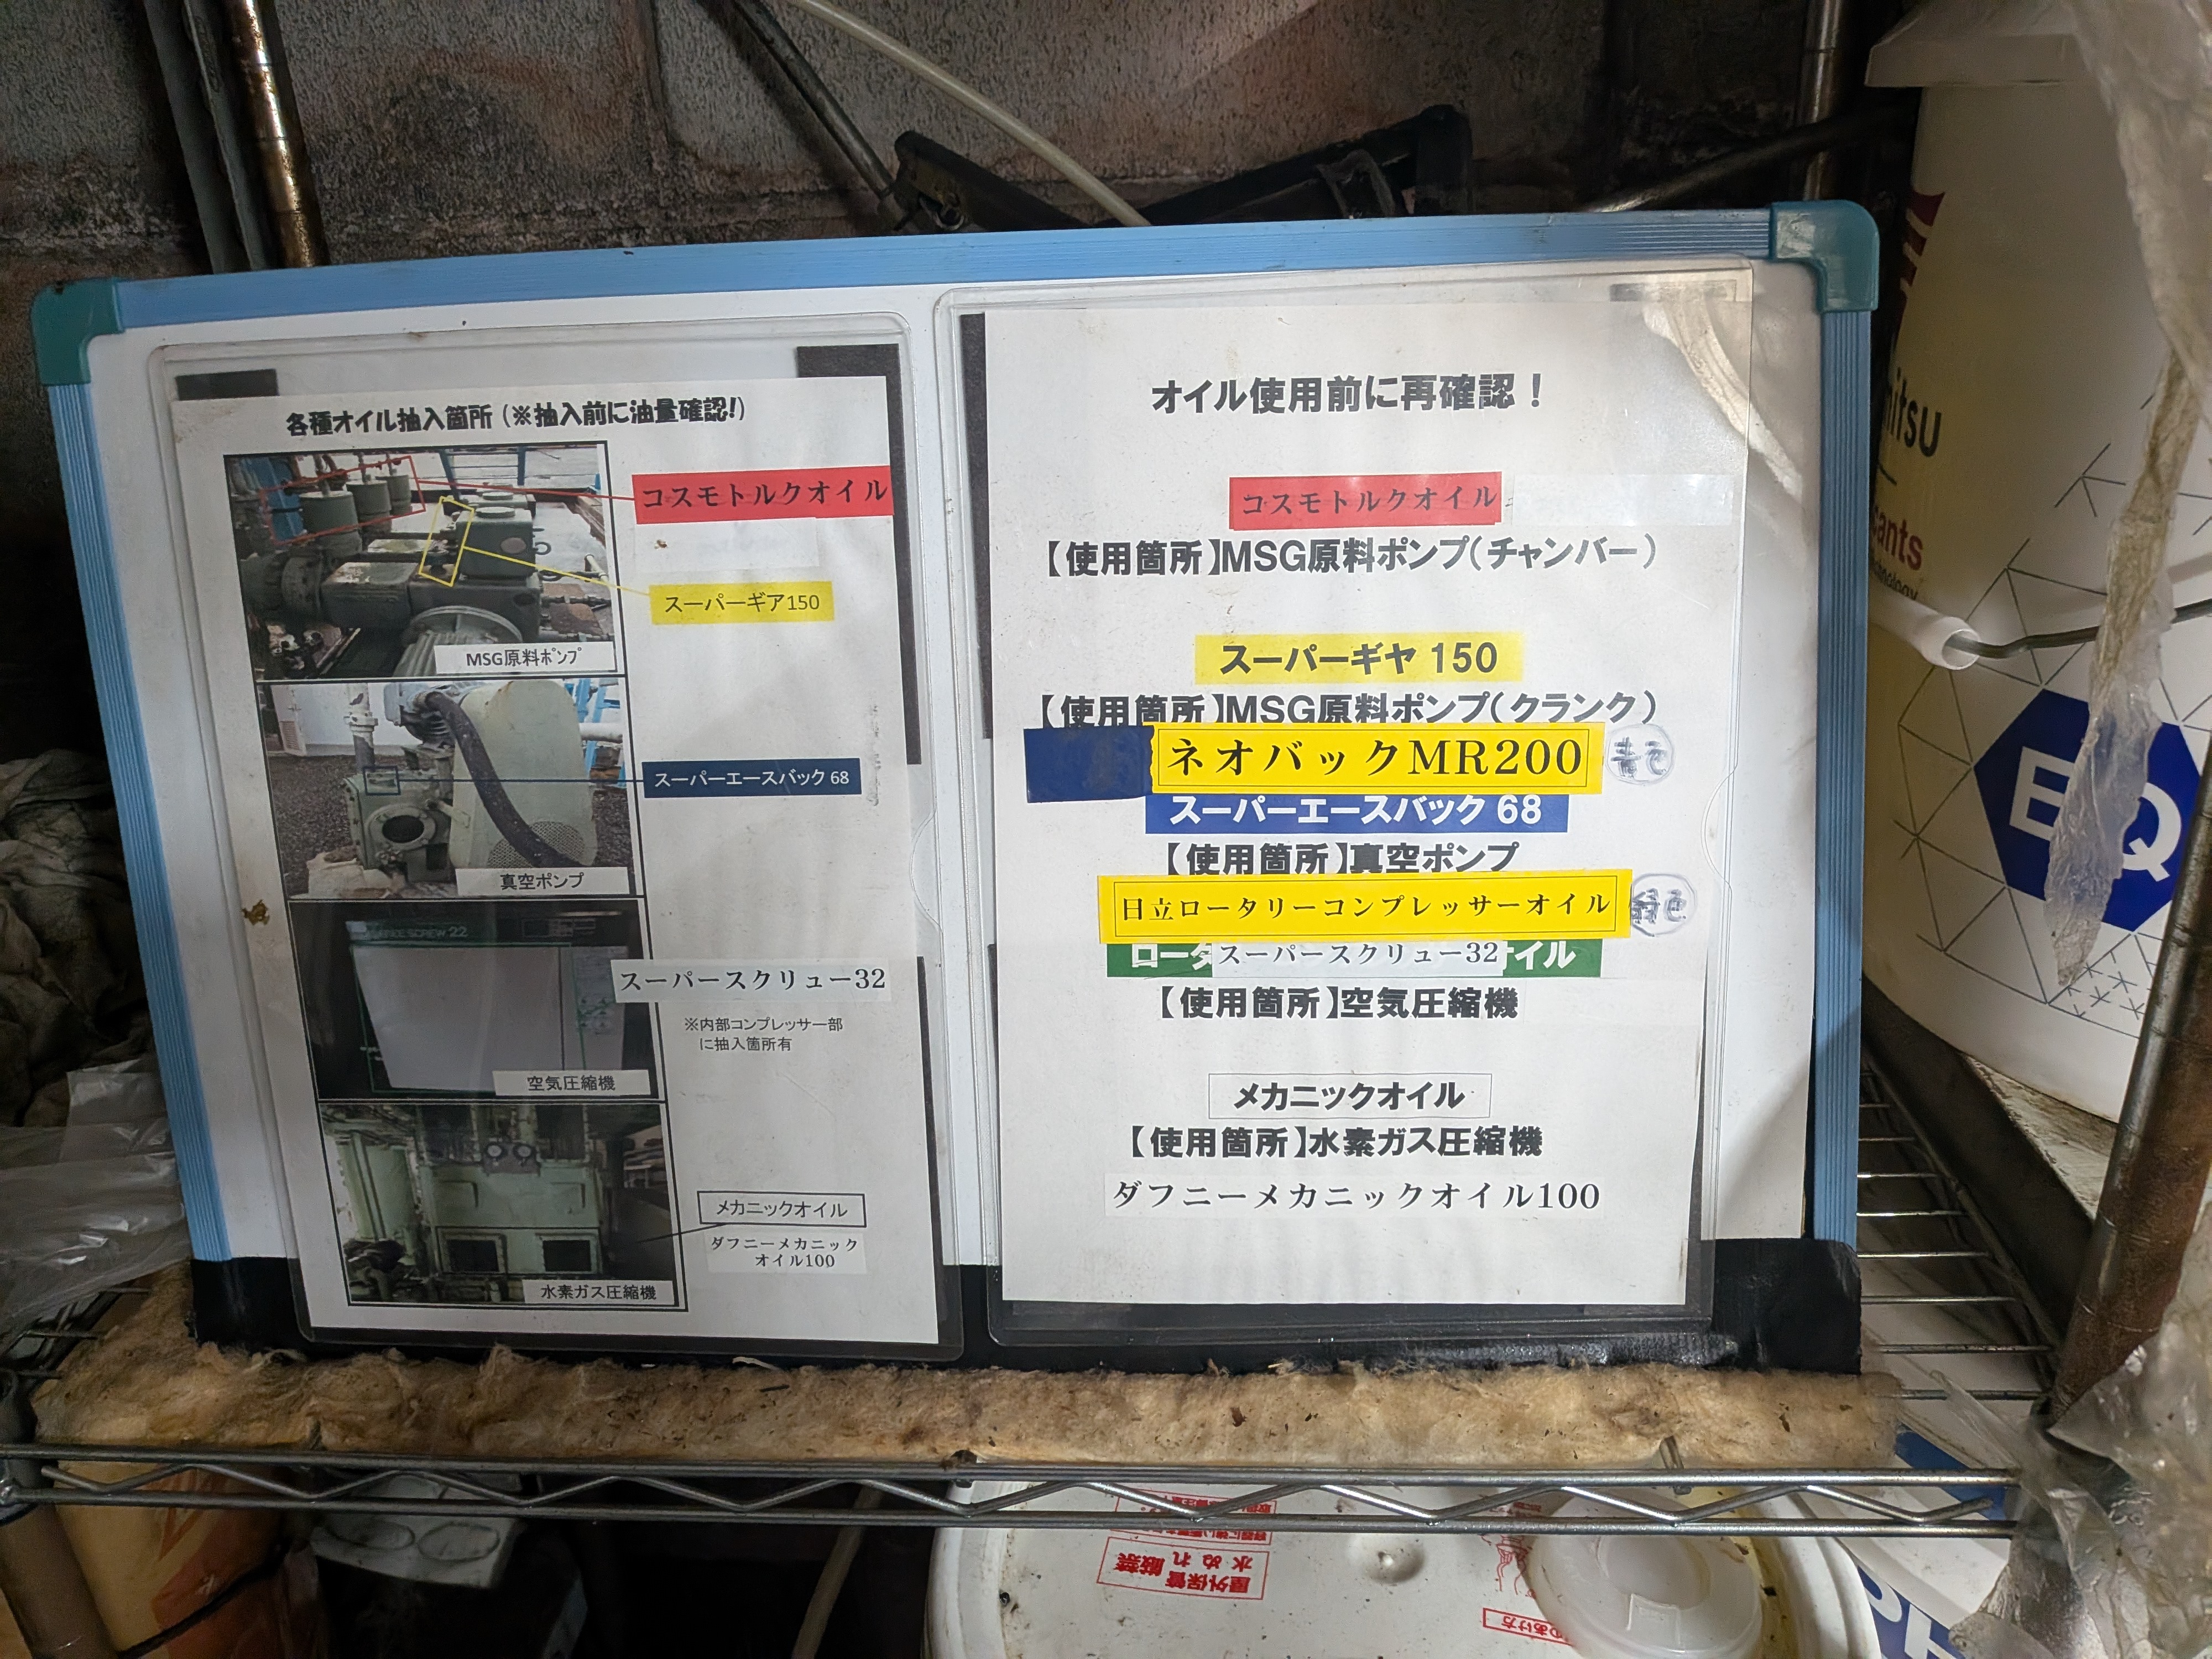 各種オイル抽入箇所（※抽入前に油量確認!）
コスモトルクオイル
スーパーギア150
MSG原料ポンプ
スーパーエースバック 68
真空ポンプ
スーパースクリュー32
※内部コンプレッサー部
に抽入箇所有
空気圧縮機
メカニックオイル
ダフニーメカニック
オイル100
水素ガス圧縮機
オイル使用前に再確認！
コスモトルクオイル
【使用箇所】MSG原料ポンプ（チャンバー）
スーパーギヤ 150
【使用箇所】MSG原料ポンプ（クランク）
ネオバックMR200
青色
スーパーエースバック 68
【使用箇所】真空ポンプ
日立ロータリーコンプレッサーオイル
緑色
スーパースクリュー32
【使用箇所】空気圧縮機
メカニックオイル
【使用箇所】水素ガス圧縮機
ダフニーメカニックオイル100
屋外保管
水ぬれ 厳禁